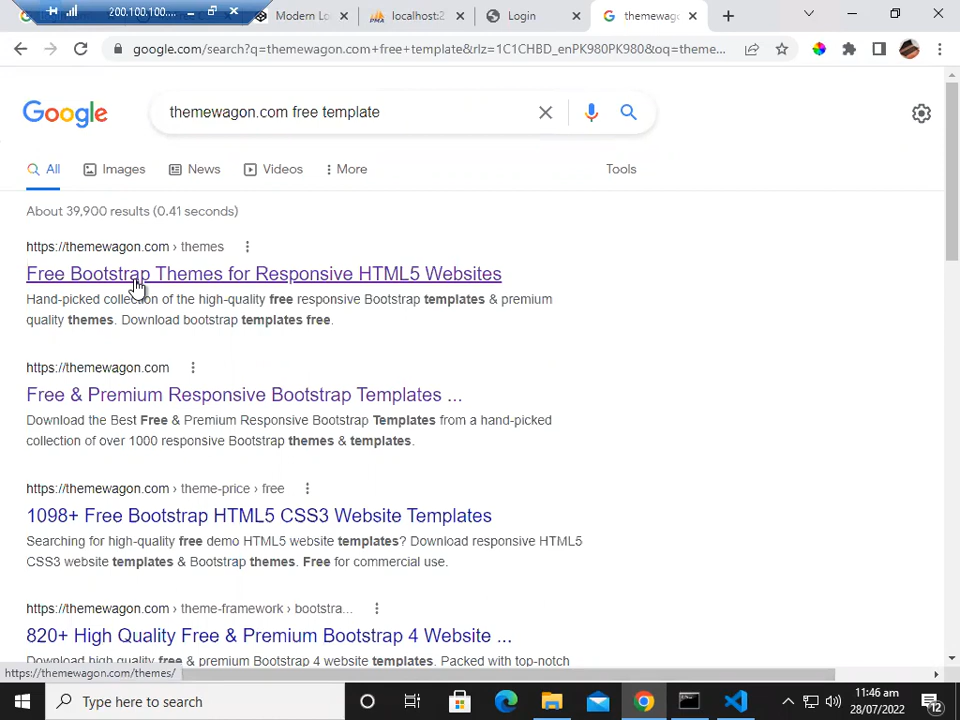 200.100.100....
Modern Lo
localhost:2
Login
themewag
google.com/search?q=themewagon.com+free+template&rlz=1C1CHBD_enPK980PK980&oq=theme...
Google
themewagon.com free template
All
Images
News
Videos
More
Tools
About 39,900 results (0.41 seconds)
https://themewagon.com › themes
Free Bootstrap Themes for Responsive HTML5 Websites
Hand-picked collection of the high-quality free responsive Bootstrap templates & premium
quality themes. Download bootstrap templates free.
https://themewagon.com
Free & Premium Responsive Bootstrap Templates ...
Download the Best Free & Premium Responsive Bootstrap Templates from a hand-picked
collection of over 1000 responsive Bootstrap themes & templates.
https://themewagon.com › theme-price › free
1098+ Free Bootstrap HTML5 CSS3 Website Templates
Searching for high-quality free demo HTML5 website templates? Download responsive HTML5
CSS3 website templates & Bootstrap themes. Free for commercial use.
https://themewagon.com › theme-framework › bootstra...
820+ High Quality Free & Premium Bootstrap 4 Website ...
Download high quality free & premium Bootstrap 4 website templates. Packed with top-notch
https://themewagon.com/themes/
Type here to search
11:46 am
28/07/2022
12